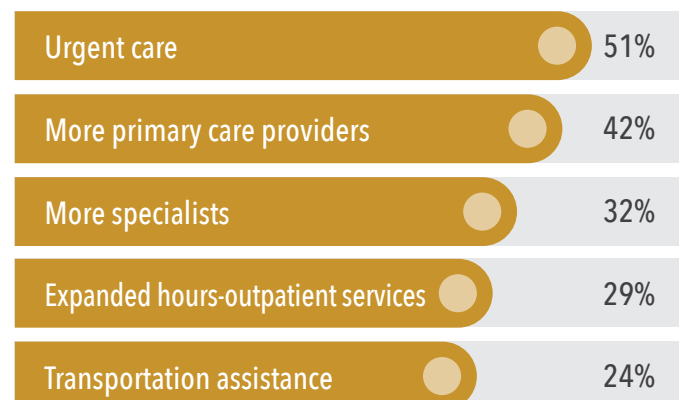 Urgent care 51%
More primary care providers 42%
More specialists 32%
Expanded hours-outpatient services 29%
Transportation assistance 24%